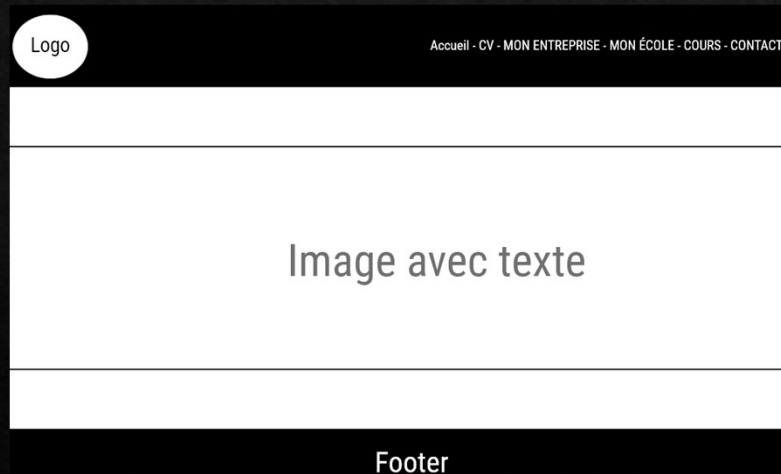 Logo
Accueil - CV - MON ENTREPRISE - MON ÉCOLE - COURS - CONTACT
Image avec texte
Footer